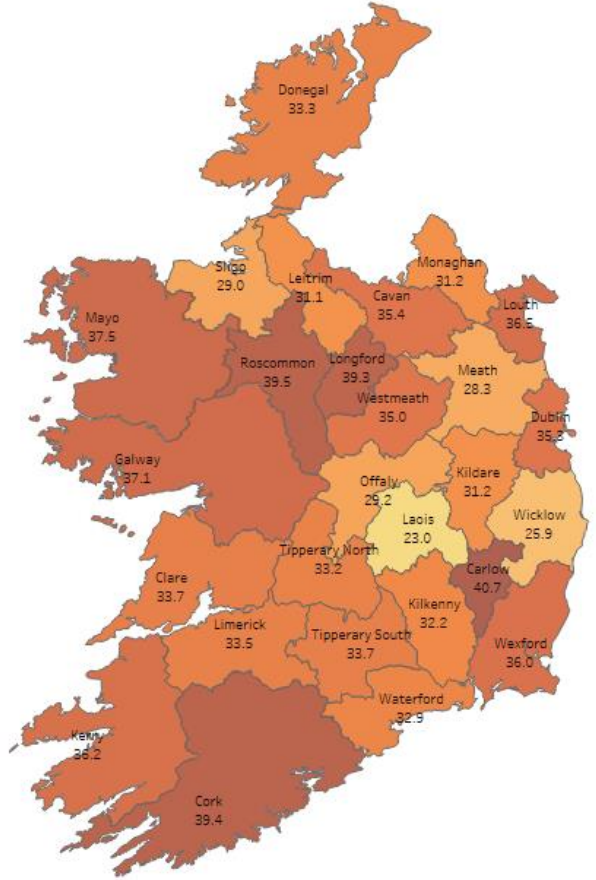 Donegal
33.3
Sligo
29.0
Leitrim
31.1
Monaghan
31.2
Cavan
35.4
Louth
36.5
Mayo
37.5
Roscommon
39.5
Longford
39.3
Meath
28.3
Westmeath
35.0
Dublin
35.3
Galway
37.1
Offaly
29.2
Kildare
31.2
Laois
23.0
Wicklow
25.9
Tipperary North
33.2
Clare
33.7
Carlow
40.7
Kilkenny
32.2
Limerick
33.5
Tipperary South
33.7
Wexford
36.0
Waterford
32.9
Kerry
36.2
Cork
39.4